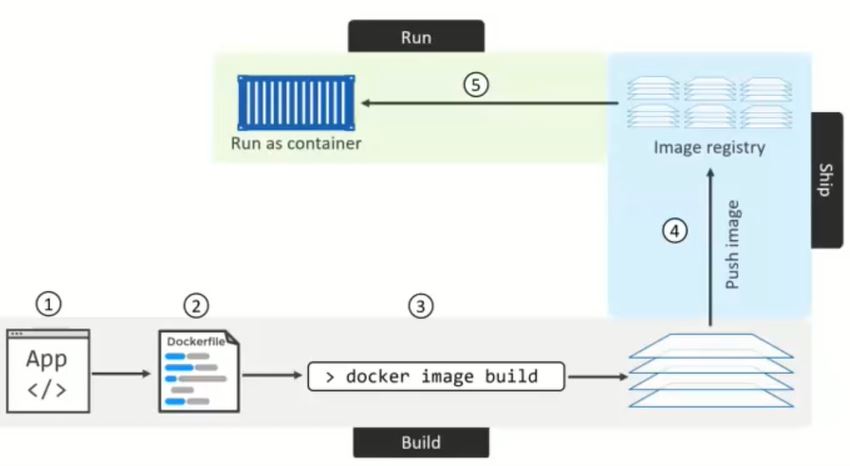 Run
⑤
Run as container
Image registry
Ship
④
Push image
①
②
③
App
</>
Dockerfile
> docker image build
Build